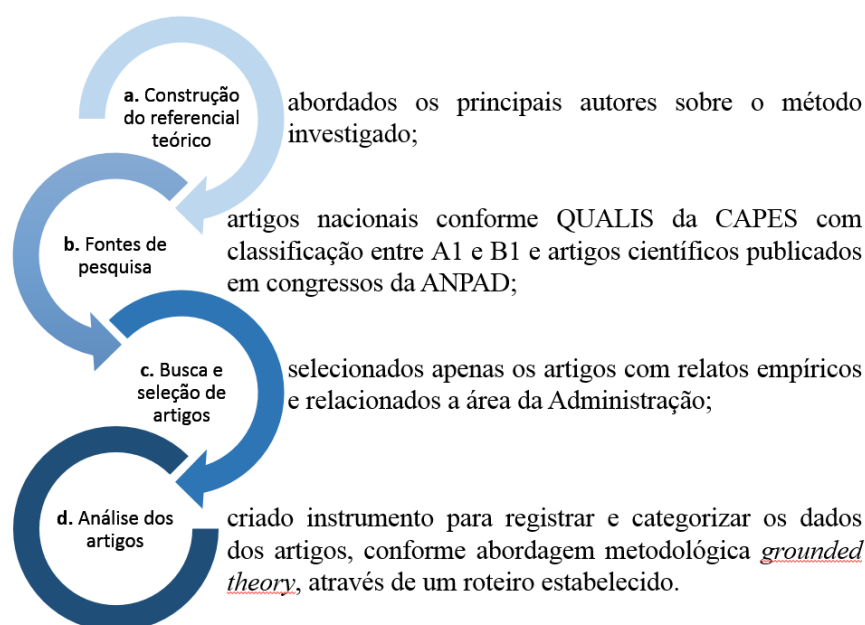 a. Construção
do referencial
teórico
abordados os principais autores sobre o método
investigado;
b. Fontes de
pesquisa
artigos nacionais conforme QUALIS da CAPES com
classificação entre A1 e B1 e artigos científicos publicados
em congressos da ANPAD;
c. Busca e
seleção de
artigos
selecionados apenas os artigos com relatos empíricos
e relacionados a área da Administração;
d. Análise dos
artigos
criado instrumento para registrar e categorizar os dados
dos artigos, conforme abordagem metodológica grounded
theory, através de um roteiro estabelecido.